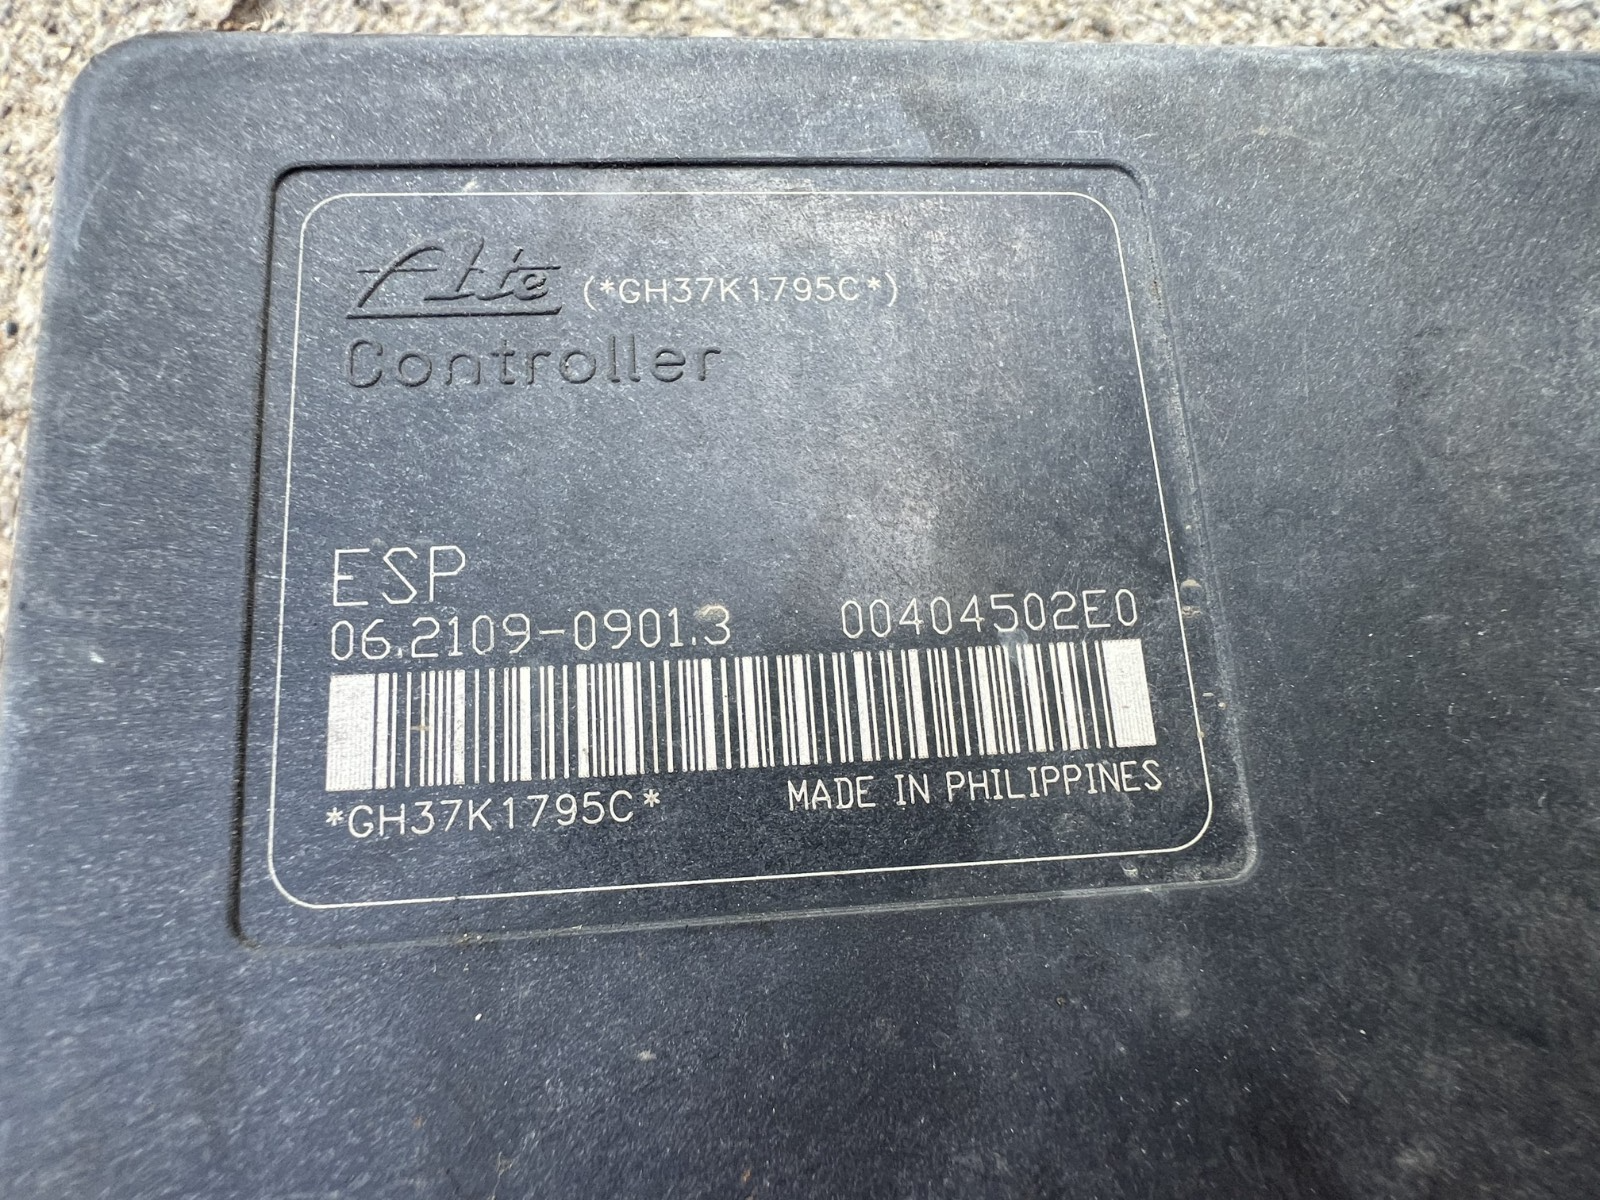 Ate (*GH37K1795C*)
Controller
ESP
06.2109-0901.3 00404502E0
*GH37K1795C*
MADE IN PHILIPPINES